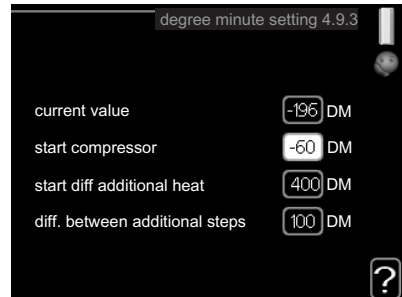 degree minute setting 4.9.3
current value -196 DM
start compressor -60 DM
start diff additional heat 400 DM
diff. between additional steps 100 DM
?